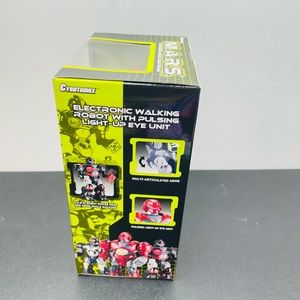 M.A.R.S.
CYBOTRONIX
ELECTRONIC WALKING
ROBOT WITH PULSING
LIGHT-UP EYE UNIT
MULTI-ARTICULATED ARMS
PULSING LIGHT-UP EYE UNIT